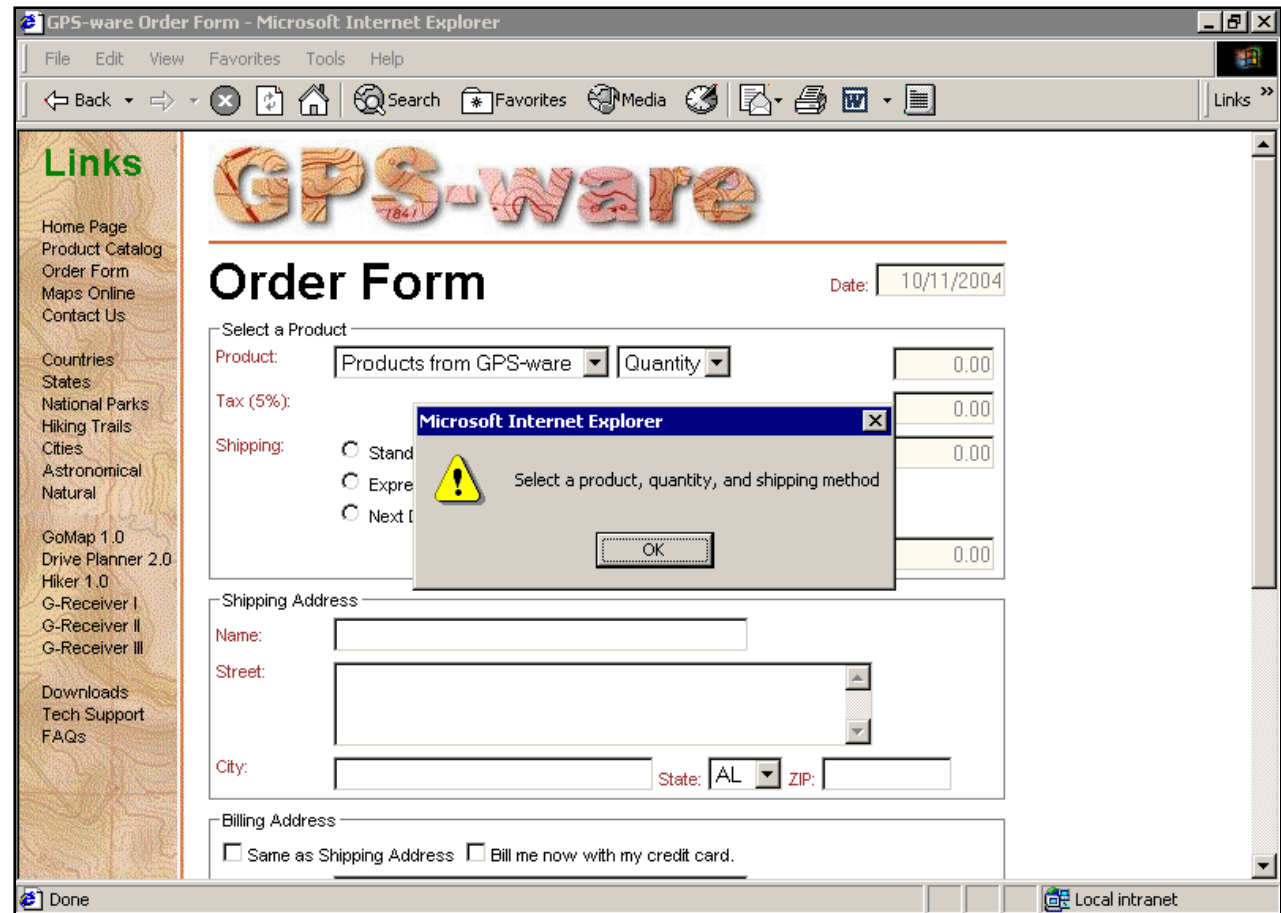 GPS-ware Order Form - Microsoft Internet Explorer
File Edit View Favorites Tools Help
Back Search Favorites Media Links »
Links
Home Page
Product Catalog
Order Form
Maps Online
Contact Us
Countries
States
National Parks
Hiking Trails
Cities
Astronomical
Natural
GoMap 1.0
Drive Planner 2.0
Hiker 1.0
G-Receiver I
G-Receiver II
G-Receiver III
Downloads
Tech Support
FAQs
GPS-ware
1841
Order Form
Date: 10/11/2004
Select a Product
Product: Products from GPS-ware Quantity 0.00
Tax (5%): 0.00
Shipping: Stand 0.00
Expre
Next D
0.00
Microsoft Internet Explorer
Select a product, quantity, and shipping method
OK
Shipping Address
Name:
Street:
City: State: AL ZIP:
Billing Address
Same as Shipping Address Bill me now with my credit card.
Done Local intranet